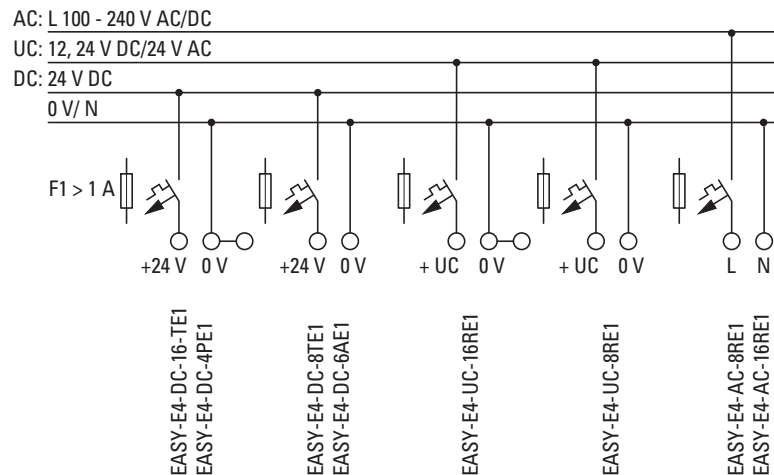 AC: L 100 - 240 V AC/DC
UC: 12, 24 V DC/24 V AC
DC: 24 V DC
0 V/ N
F1 > 1 A
+24 V 0 V +24 V 0 V + UC 0 V + UC 0 V L N
EASY-E4-DC-16-TE1
EASY-E4-DC-4PE1
EASY-E4-DC-8TE1
EASY-E4-DC-6AE1
EASY-E4-UC-16RE1
EASY-E4-UC-8RE1
EASY-E4-AC-8RE1
EASY-E4-AC-16RE1